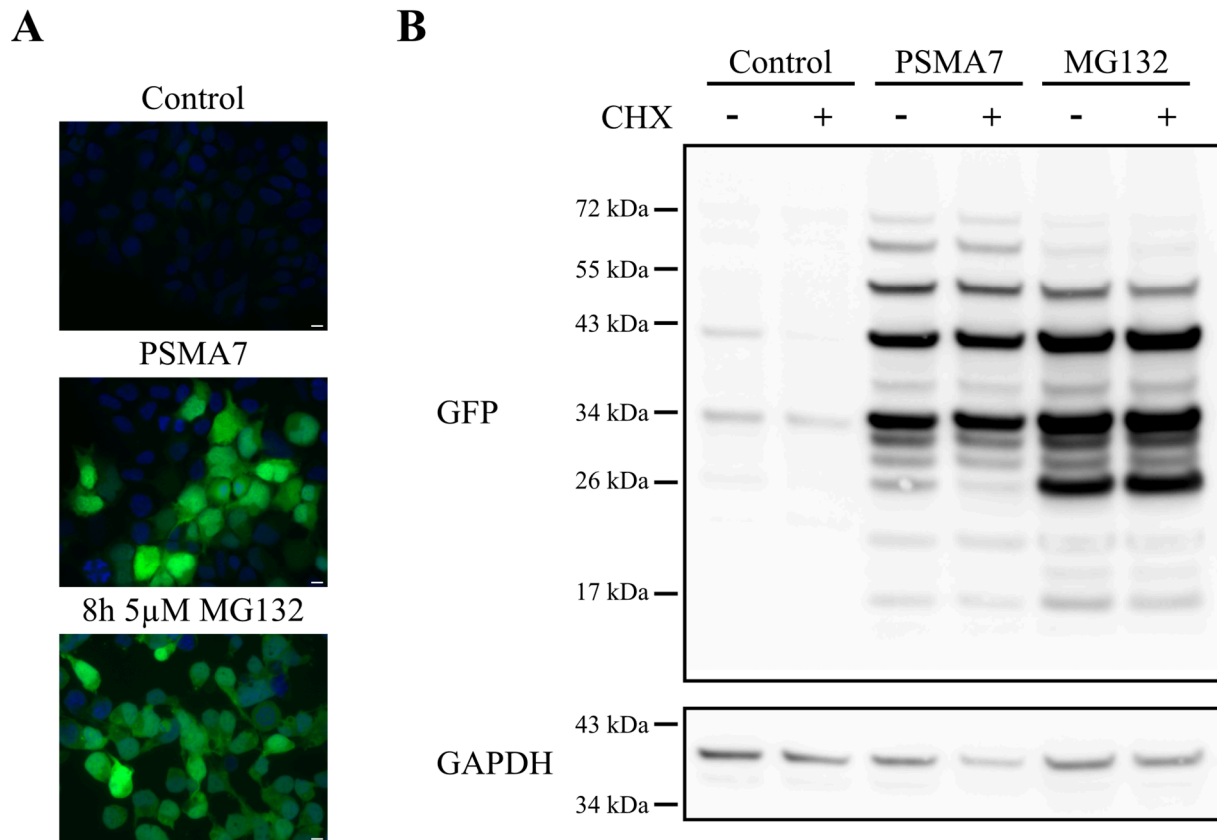 A
Control
PSMA7
8h 5µM MG132
B
Control PSMA7 MG132
CHX - + - + - +
72 kDa
55 kDa
43 kDa
GFP
34 kDa
26 kDa
17 kDa
43 kDa
GAPDH
34 kDa